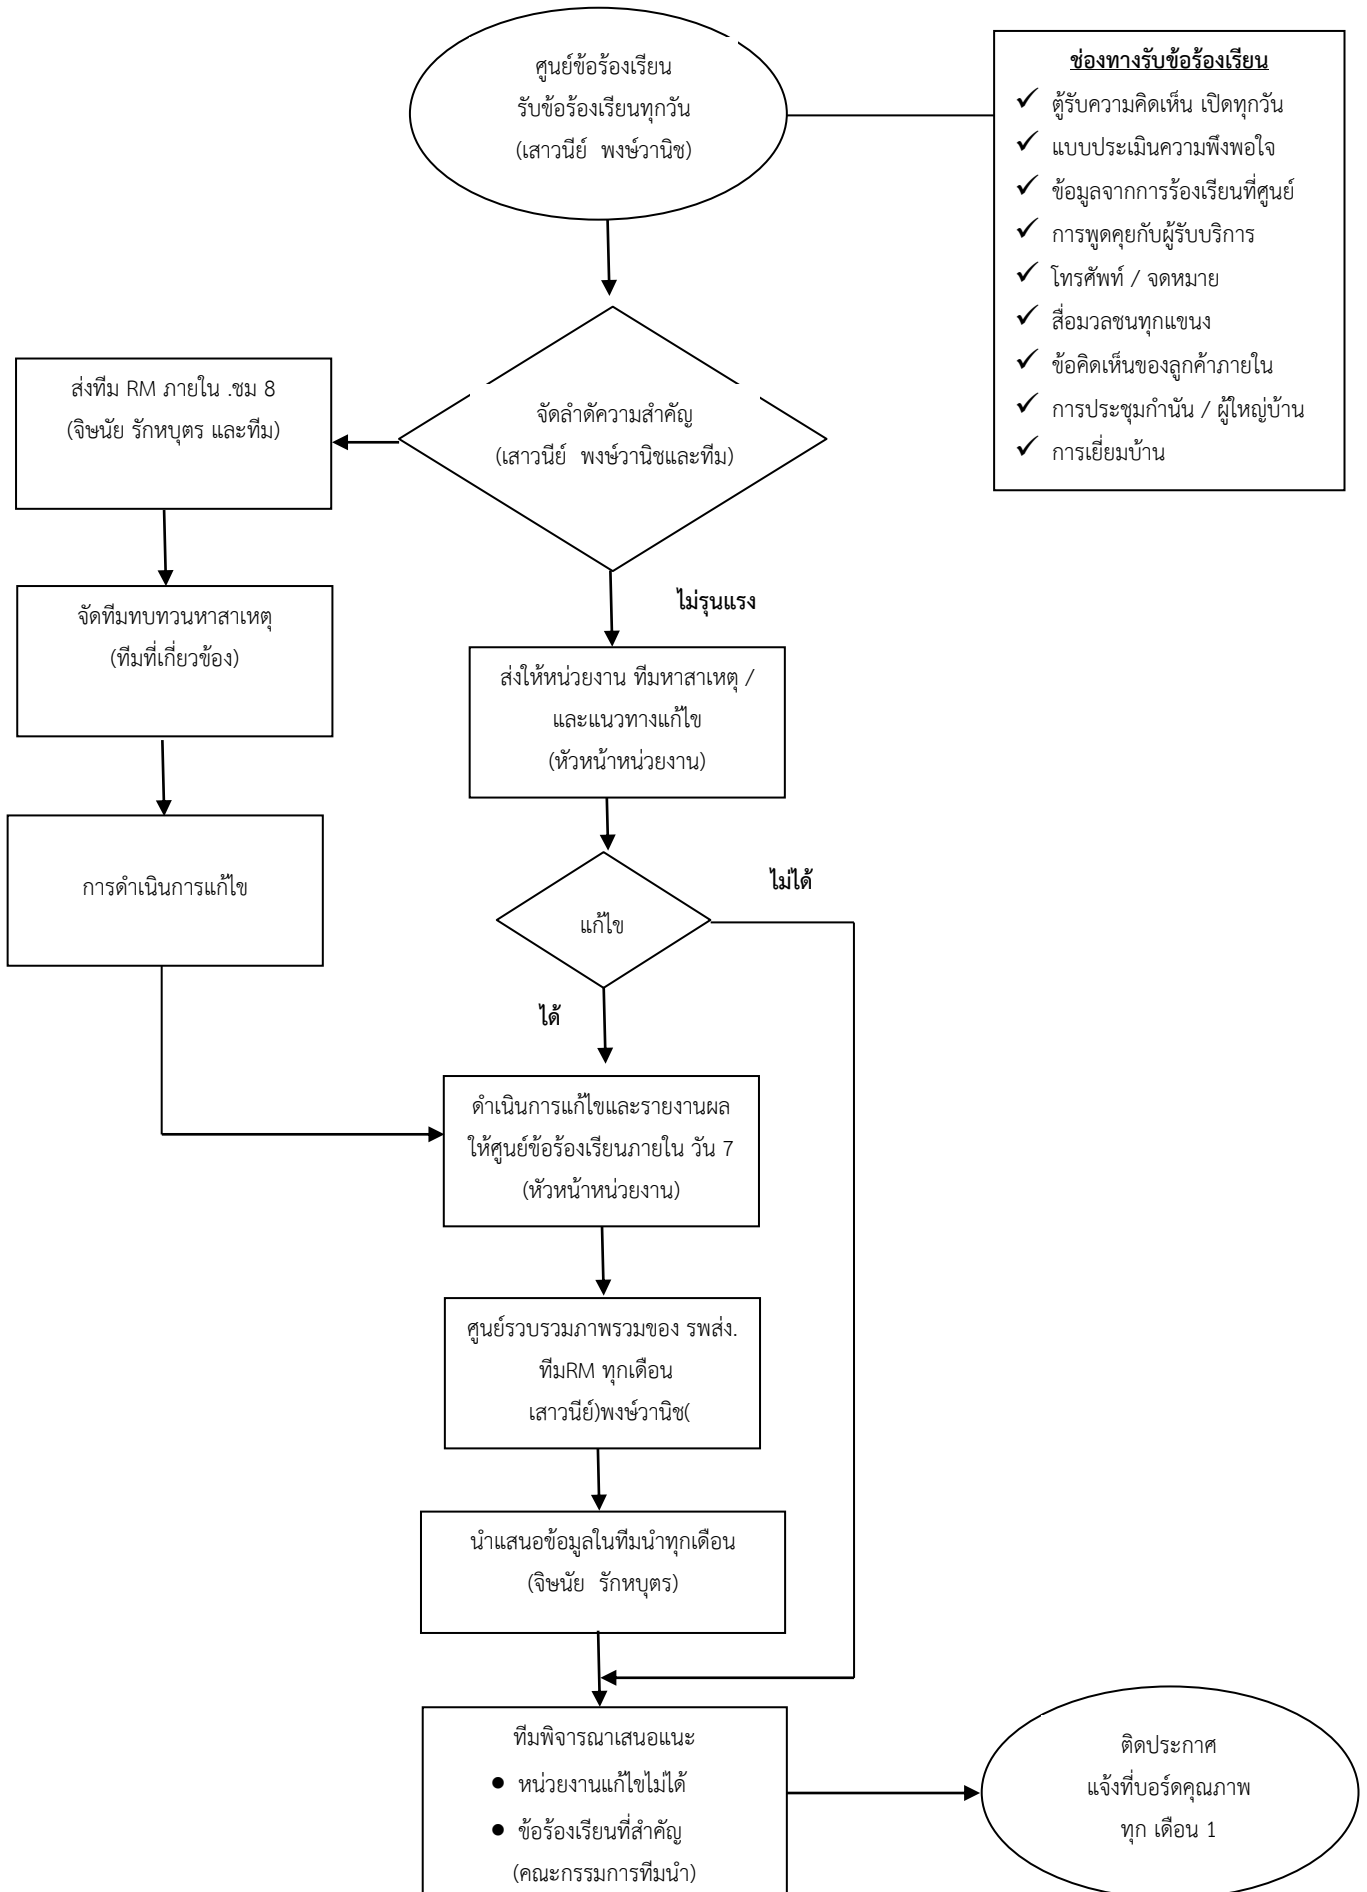 ศูนย์ข้อร้องเรียน
รับข้อร้องเรียนทุกวัน
(เสาวนีย์ พงษ์วานิช)
ช่องทางรับข้อร้องเรียน
✓ ตู้รับความคิดเห็น เปิดทุกวัน
✓ แบบประเมินความพึงพอใจ
✓ ข้อมูลจากการร้องเรียนที่ศูนย์
✓ การพูดคุยกับผู้รับบริการ
✓ โทรศัพท์ / จดหมาย
✓ สื่อมวลชนทุกแขนง
✓ ข้อคิดเห็นของลูกค้าภายใน
✓ การประชุมกำนัน / ผู้ใหญ่บ้าน
✓ การเยี่ยมบ้าน
จัดลำดัความสำคัญ
(เสาวนีย์ พงษ์วานิชและทีม)
ส่งทีม RM ภายใน .ชม 8
(จิษนัย รักหบุตร และทีม)
จัดทีมทบทวนหาสาเหตุ
(ทีมที่เกี่ยวข้อง)
การดำเนินการแก้ไข
ไม่รุนแรง
ส่งให้หน่วยงาน ทีมหาสาเหตุ /
และแนวทางแก้ไข
(หัวหน้าหน่วยงาน)
แก้ไข
ไม่ได้
ได้
ดำเนินการแก้ไขและรายงานผล
ให้ศูนย์ข้อร้องเรียนภายใน วัน 7
(หัวหน้าหน่วยงาน)
ศูนย์รวบรวมภาพรวมของ รพส่ง.
ทีมRM ทุกเดือน
เสาวนีย์)พงษ์วานิช(
นำแสนอข้อมูลในทีมนำทุกเดือน
(จิษนัย รักหบุตร)
ทีมพิจารณาเสนอแนะ
● หน่วยงานแก้ไขไม่ได้
● ข้อร้องเรียนที่สำคัญ
(คณะกรรมการทีมนำ)
ติดประกาศ
แจ้งที่บอร์ดคุณภาพ
ทุก เดือน 1